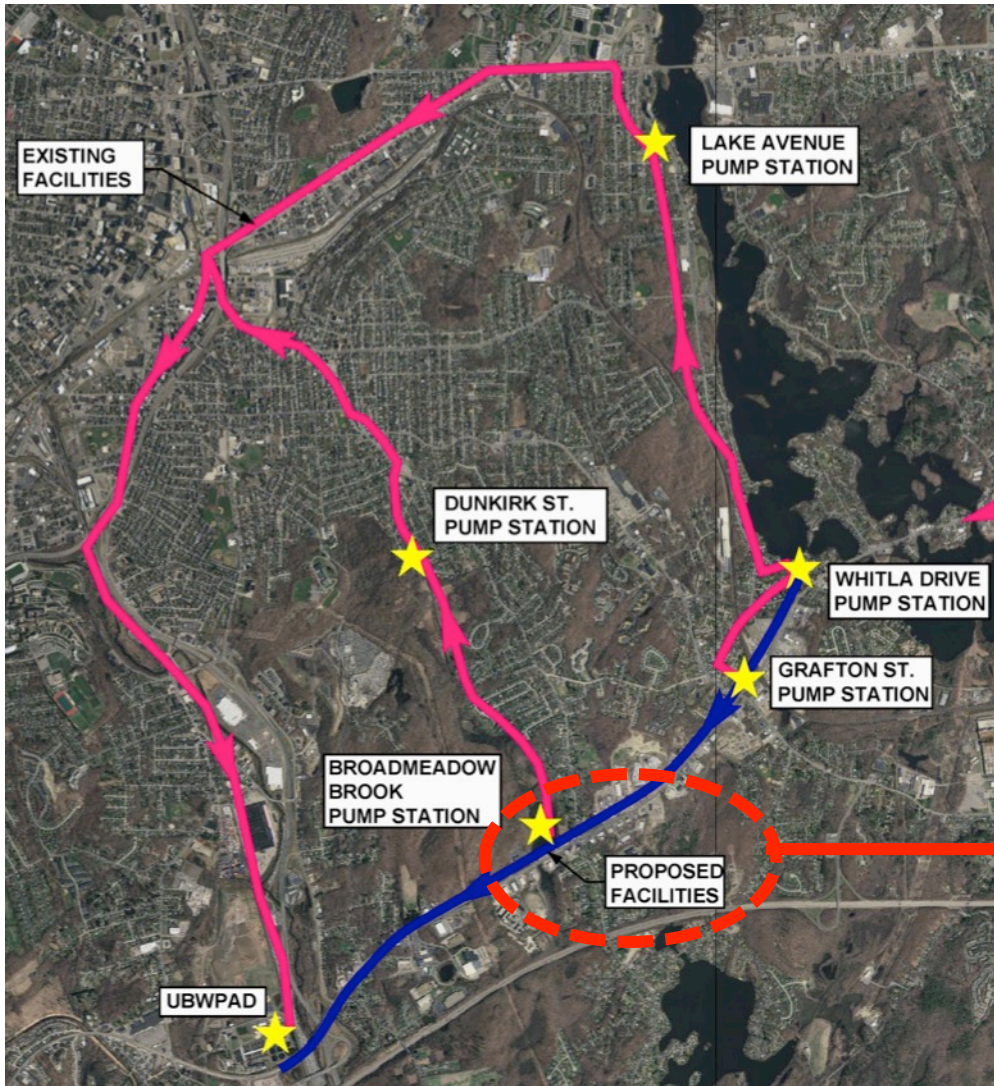 EXISTING
FACILITIES
LAKE AVENUE
PUMP STATION
DUNKIRK ST.
PUMP STATION
WHITLA DRIVE
PUMP STATION
GRAFTON ST.
PUMP STATION
BROADMEADOW
BROOK
PUMP STATION
PROPOSED
FACILITIES
UBWPAD